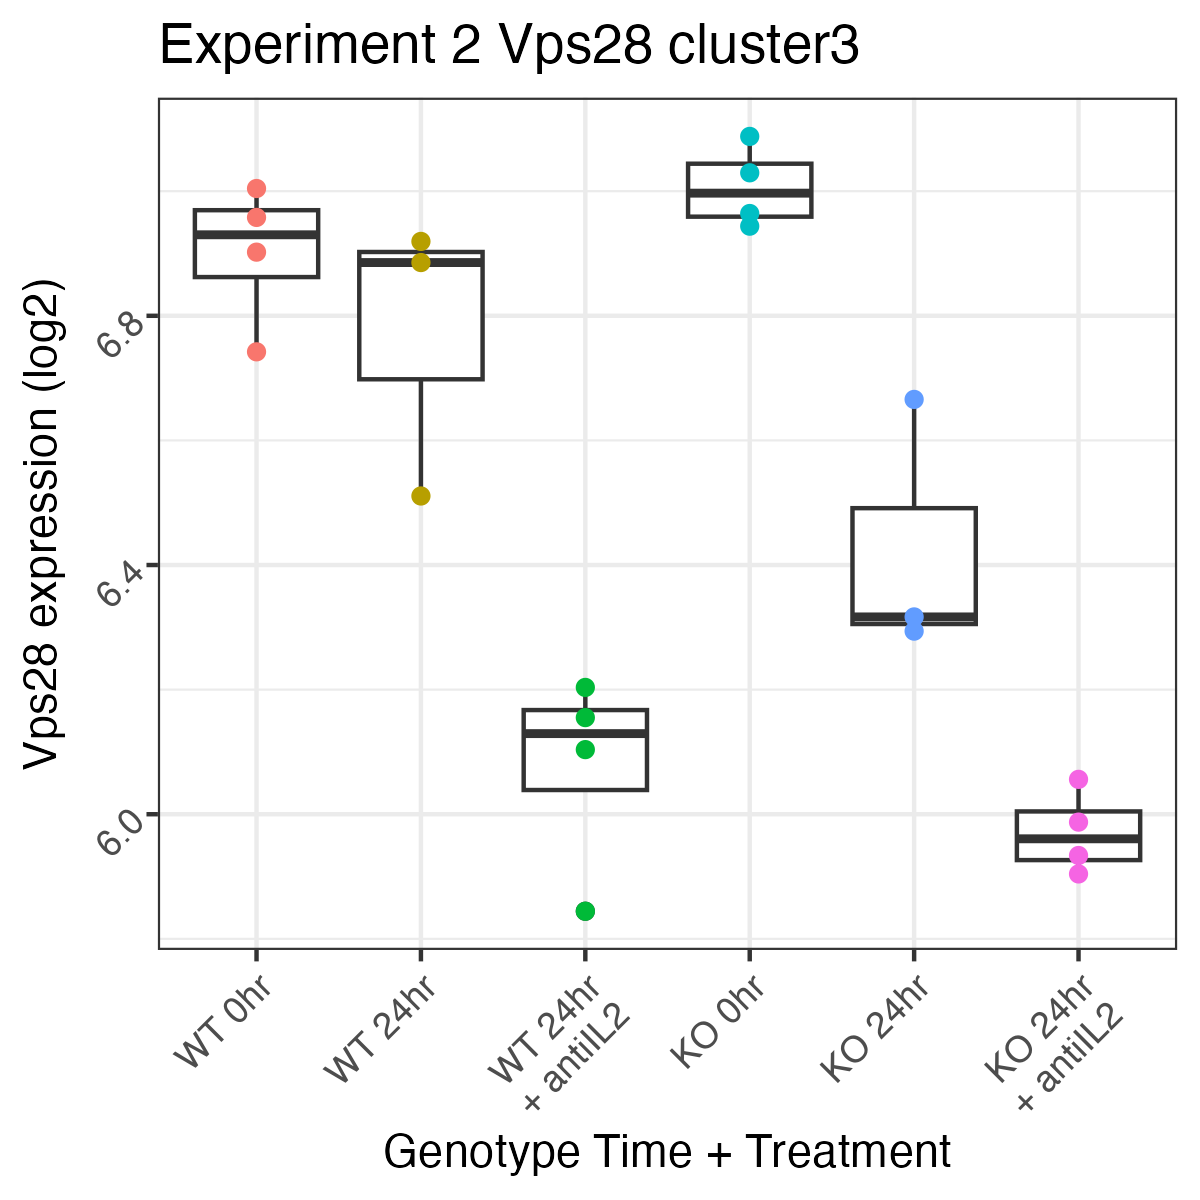 Experiment 2 Vps28 cluster3
Vps28 expression (log2)
6.8
6.4
6.0
WT 0hr
WT 24hr
WT 24hr
+ antiIL2
KO 0hr
KO 24hr
KO 24hr
+ antiIL2
Genotype Time + Treatment